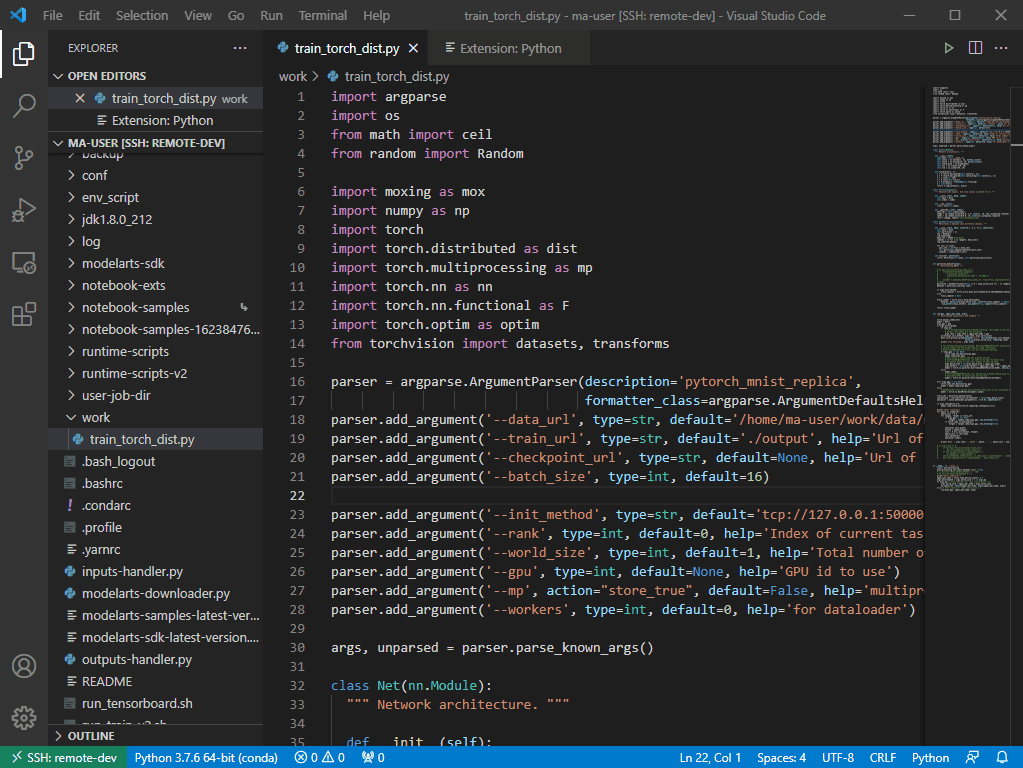 File Edit Selection View Go Run Terminal Help train_torch_dist.py - ma-user [SSH: remote-dev] - Visual Studio Code
EXPLORER
OPEN EDITORS
train_torch_dist.py work
Extension: Python
MA-USER [SSH: REMOTE-DEV]
backup
conf
env_script
jdk1.8.0_212
log
modelarts-sdk
notebook-exts
notebook-samples
notebook-samples-16238476...
runtime-scripts
runtime-scripts-v2
user-job-dir
work
train_torch_dist.py
.bash_logout
.bashrc
.condarc
.profile
.yarnrc
inputs-handler.py
modelarts-downloader.py
modelarts-samples-latest-ver...
modelarts-sdk-latest-version....
outputs-handler.py
README
run_tensorboard.sh
run_train_v2.sh
OUTLINE
train_torch_dist.py Extension: Python
work > train_torch_dist.py
1 import argparse
2 import os
3 from math import ceil
4 from random import Random
5
6 import moxing as mox
7 import numpy as np
8 import torch
9 import torch.distributed as dist
10 import torch.multiprocessing as mp
11 import torch.nn as nn
12 import torch.nn.functional as F
13 import torch.optim as optim
14 from torchvision import datasets, transforms
15
16 parser = argparse.ArgumentParser(description='pytorch_mnist_replica',
17 formatter_class=argparse.ArgumentDefaultsHel
18 parser.add_argument('--data_url', type=str, default='/home/ma-user/work/data/
19 parser.add_argument('--train_url', type=str, default='./output', help='Url of
20 parser.add_argument('--checkpoint_url', type=str, default=None, help='Url of
21 parser.add_argument('--batch_size', type=int, default=16)
22
23 parser.add_argument('--init_method', type=str, default='tcp://127.0.0.1:50000
24 parser.add_argument('--rank', type=int, default=0, help='Index of current tas
25 parser.add_argument('--world_size', type=int, default=1, help='Total number o
26 parser.add_argument('--gpu', type=int, default=None, help='GPU id to use')
27 parser.add_argument('--mp', action="store_true", default=False, help='multipr
28 parser.add_argument('--workers', type=int, default=0, help='for dataloader')
29
30 args, unparsed = parser.parse_known_args()
31
32 class Net(nn.Module):
33 """ Network architecture. """
34
35 def __init__(self):
SSH: remote-dev Python 3.7.6 64-bit (conda) 0 0 0 Ln 22, Col 1 Spaces: 4 UTF-8 CRLF Python